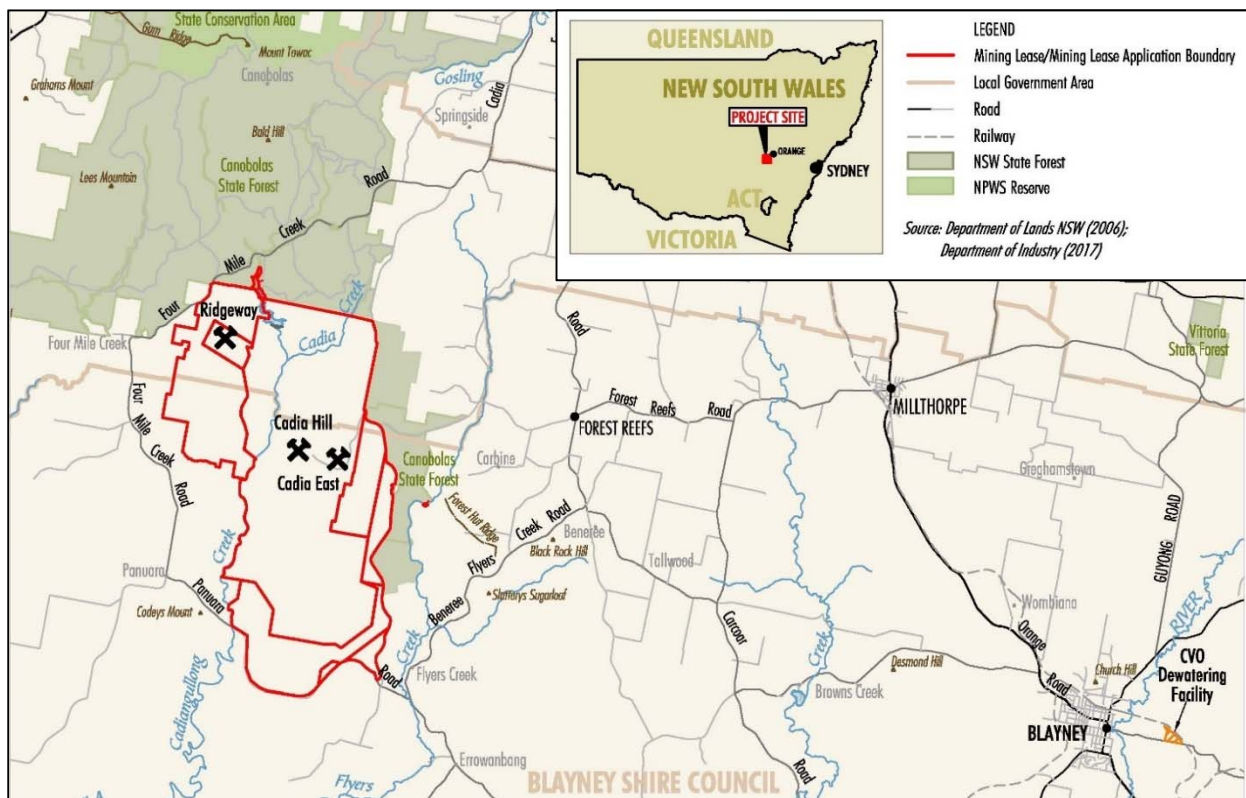 State Conservation Area
Gum Ridge
Mount Towac
Canobolas
Grahams Mount
Gosling
Cadia
Springside
Bald Hill
Canobolas
State Forest
Lees Mountain
Road
Creek
Mile
Four
Ridgeway
Cadia
Creek
Four Mile Creek
Four
Mile
Creek
Road
Cadia Hill
Cadia East
Canobolas
State Forest
Carbine
Forest Hut Ridge
Creek
Panuara
Panuara
Codeys Mount
Cadiangullong
Road
Creek
Flyers Creek
Errowanbang
Flyers
Beneree
Flyers
Creek
Road
Black Rock Hill
Slatterys Sugarloaf
Beneree
Road
FOREST REEFS
Forest
Reefs
Road
Tallwood
Carcoar
Creek
Browns Creek
Desmond Hill
Road
BLAYNEY SHIRE COUNCIL
MILLTHORPE
Vittoria
State Forest
Greghamstown
GUYONG
ROAD
Wombiana
Orange
Road
Church Hill
RIVER
CVO
Dewatering
Facility
BLAYNEY
QUEENSLAND
NEW SOUTH WALES
PROJECT SITE
ORANGE
SYDNEY
ACT
VICTORIA
LEGEND
Mining Lease/Mining Lease Application Boundary
Local Government Area
Road
Railway
NSW State Forest
NPWS Reserve
Source: Department of Lands NSW (2006);
Department of Industry (2017)